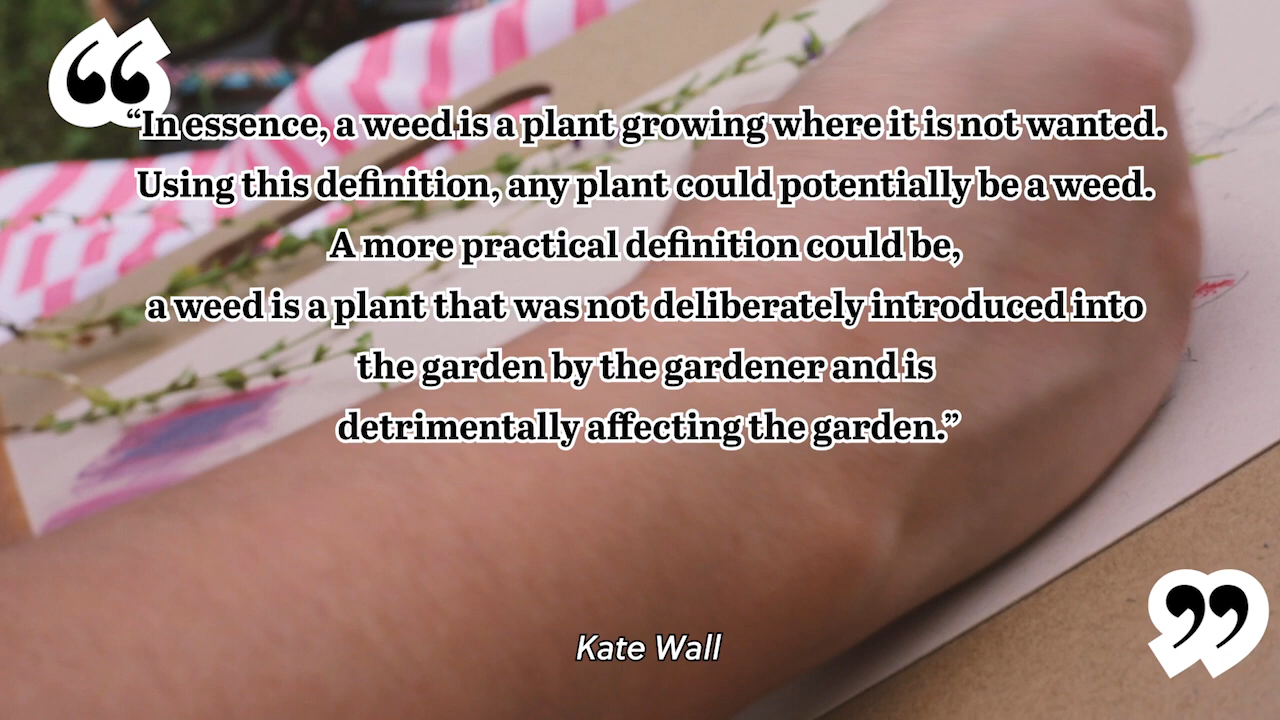 “In essence, a weed is a plant growing where it is not wanted.
Using this definition, any plant could potentially be a weed.
A more practical definition could be,
a weed is a plant that was not deliberately introduced into
the garden by the gardener and is
detrimentally affecting the garden.”
Kate Wall